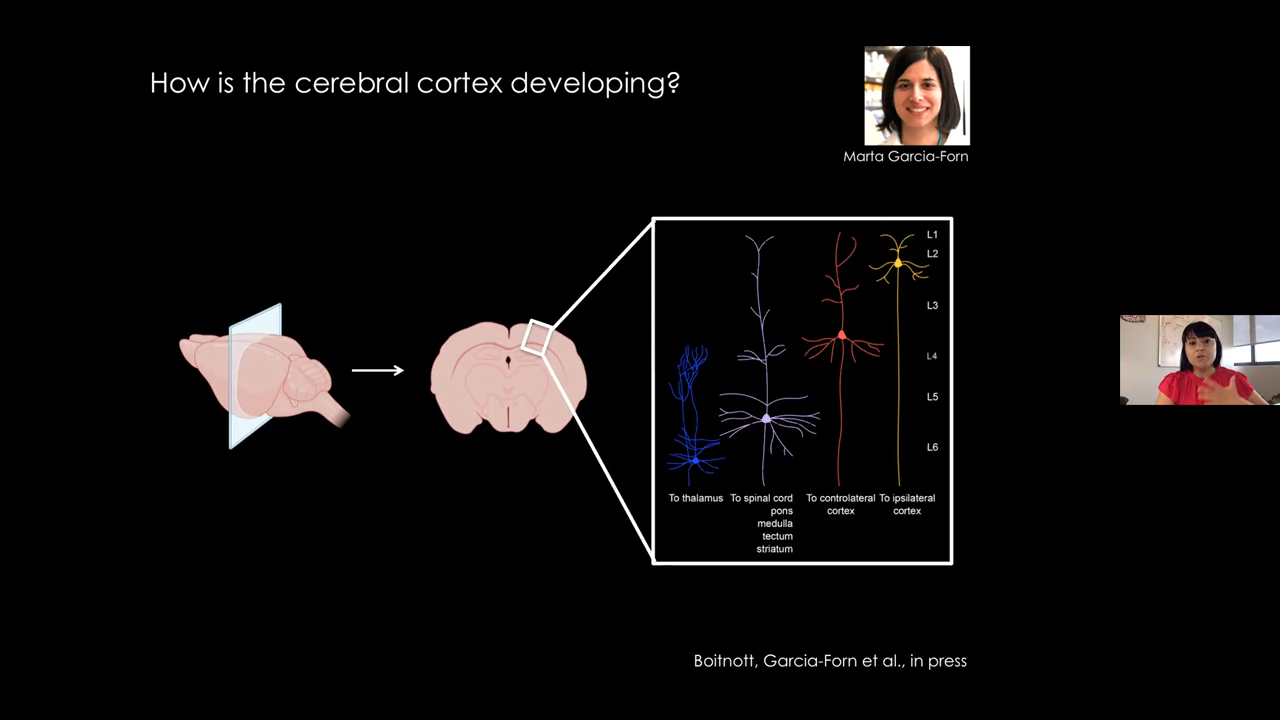 How is the cerebral cortex developing?
Marta Garcia-Forn
L1
L2
L3
L4
L5
L6
To thalamus
To spinal cord
pons
medulla
tectum
striatum
To controlateral
cortex
To ipsilateral
cortex
Boitnott, Garcia-Forn et al., in press